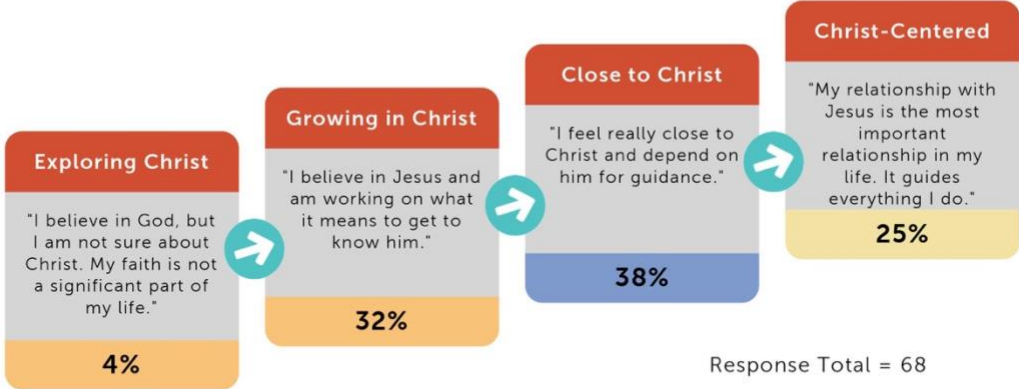 Exploring Christ
"I believe in God, but
I am not sure about
Christ. My faith is not
a significant part of
my life."
4%
Growing in Christ
"I believe in Jesus and
am working on what
it means to get to
know him."
32%
Close to Christ
"I feel really close to
Christ and depend on
him for guidance."
38%
Christ-Centered
"My relationship with
Jesus is the most
important
relationship in my
life. It guides
everything I do."
25%
Response Total = 68